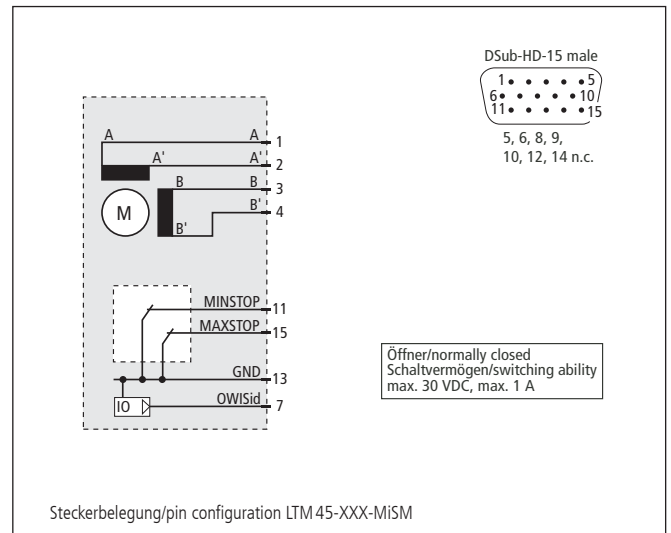 DSub-HD-15 male
1 5
6 10
11 15
5, 6, 8, 9,
10, 12, 14 n.c.
A A 1
A' A' 2
B B 3
B' 4
M
B'
MINSTOP 11
MAXSTOP 15
GND 13
IO OWISid 7
Öffner/normally closed
Schaltvermögen/switching ability
max. 30 VDC, max. 1 A
Steckerbelegung/pin configuration LTM 45-XXX-MiSM